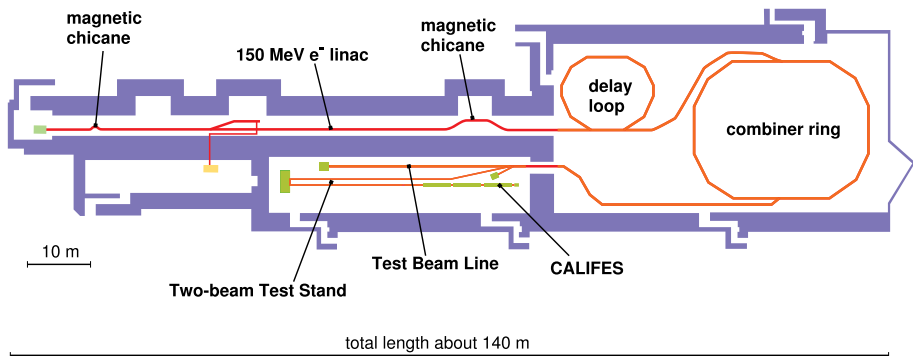 magnetic
chicane
150 MeV e⁻ linac
magnetic
chicane
delay
loop
combiner ring
10 m
Two-beam Test Stand
Test Beam Line
CALIFES
total length about 140 m